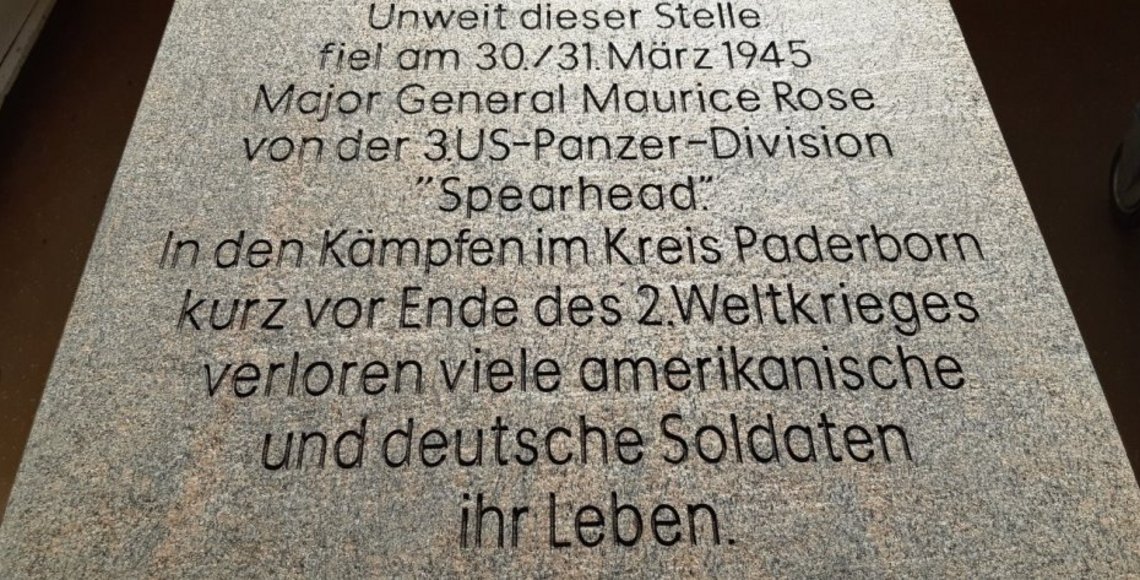 Unweit dieser Stelle
fiel am 30./31. März 1945
Major General Maurice Rose
von der 3.US-Panzer-Division
"Spearhead".
In den Kämpfen im Kreis Paderborn
kurz vor Ende des 2.Weltkrieges
verloren viele amerikanische
und deutsche Soldaten
ihr Leben.